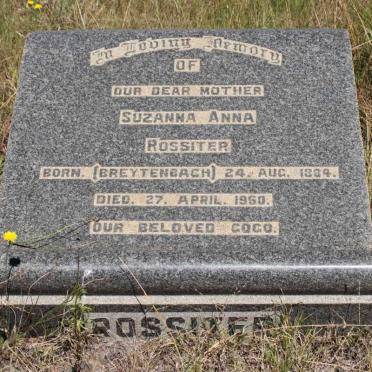 In Loving Memory
OF
OUR DEAR MOTHER
SUZANNA ANNA
ROSSITER
BORN. (BREYTENBACH) 24. AUG. 1884.
DIED. 27. APRIL. 1960.
OUR BELOVED GOGO.
ROSSITER